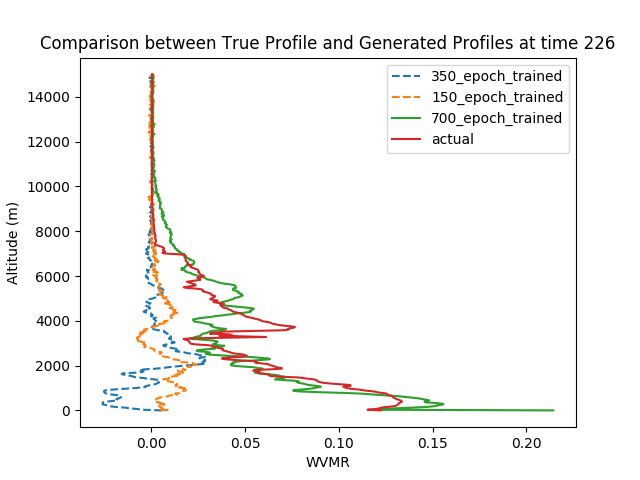 Comparison between True Profile and Generated Profiles at time 226
350_epoch_trained
150_epoch_trained
700_epoch_trained
actual
Altitude (m)
14000
12000
10000
8000
6000
4000
2000
0
0.00 0.05 0.10 0.15 0.20
WVMR